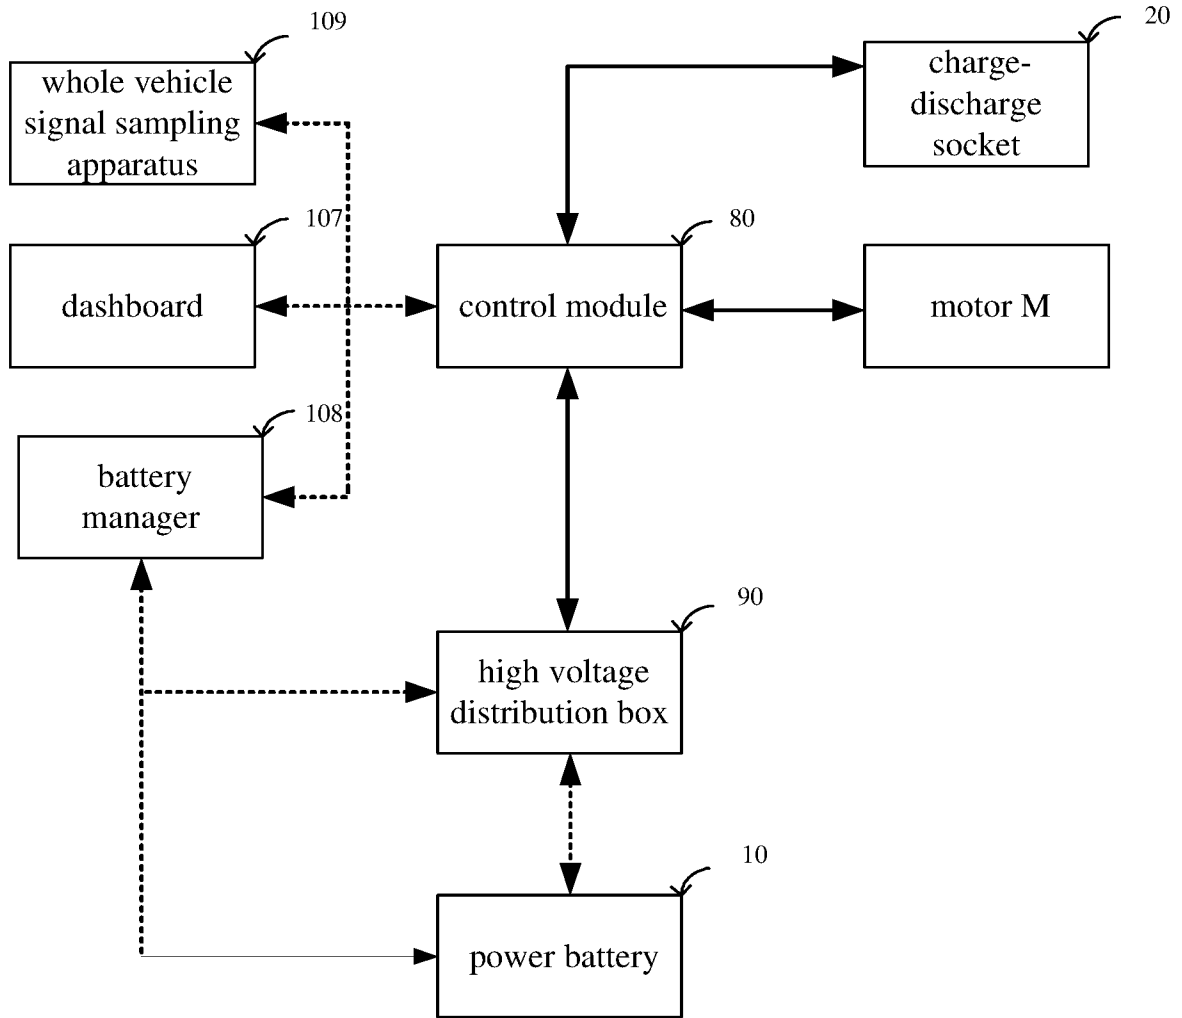 109
20
whole vehicle
signal sampling
apparatus
charge-
discharge
socket
107
80
dashboard
control module
motor M
108
battery
manager
90
high voltage
distribution box
10
power battery